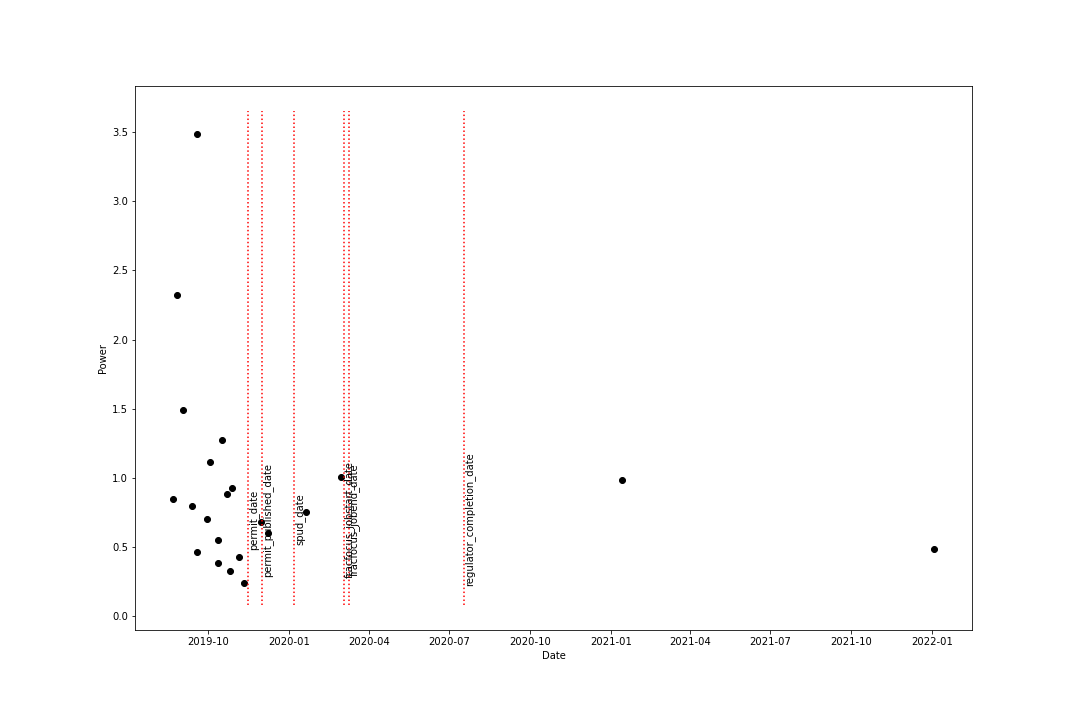 3.5
3.0
2.5
2.0
1.5
1.0
0.5
0.0
Power
permit_date
permit_published_date
spud_date
fracfocus_jobstart_date
fracfocus_jobend_date
regulator_completion_date
2019-10 2020-01 2020-04 2020-07 2020-10 2021-01 2021-04 2021-07 2021-10 2022-01
Date